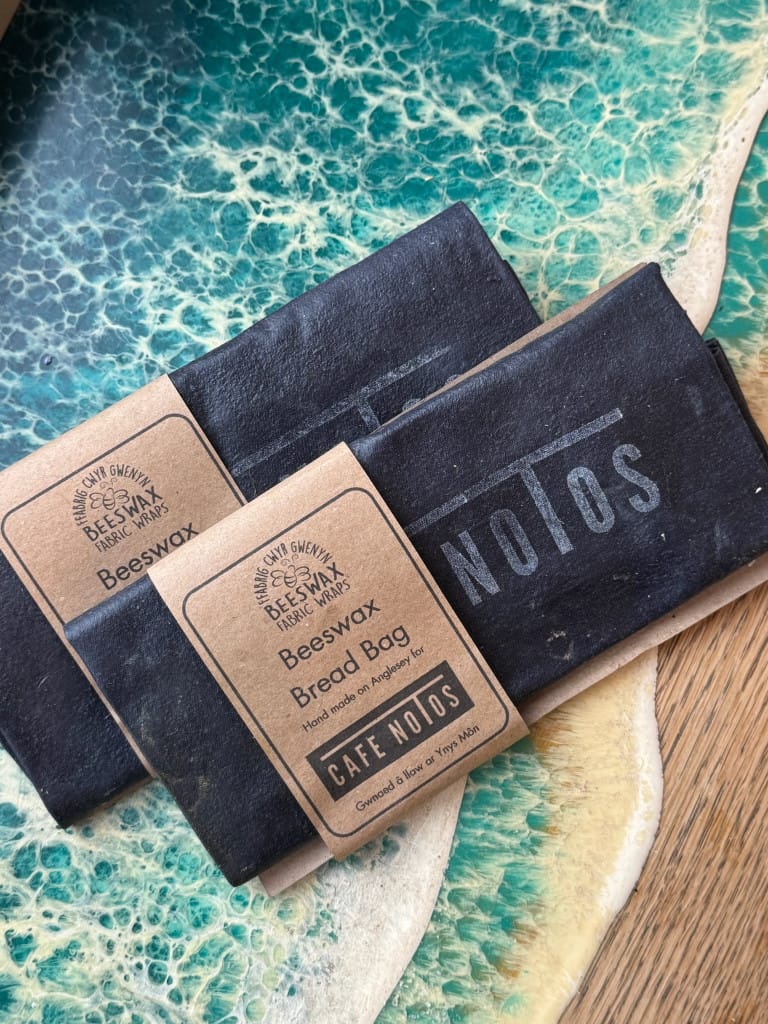 FFABRIG CWYR GWENYN
BEESWAX
FABRIC WRAPS
Beeswax
FFABRIG CWYR GWENYN
BEESWAX
FABRIC WRAPS
Beeswax
Bread Bag
Hand made on Anglesey for
CAFE NOTOS
Gwnaed â llaw ar Ynys Môn
NOTOS